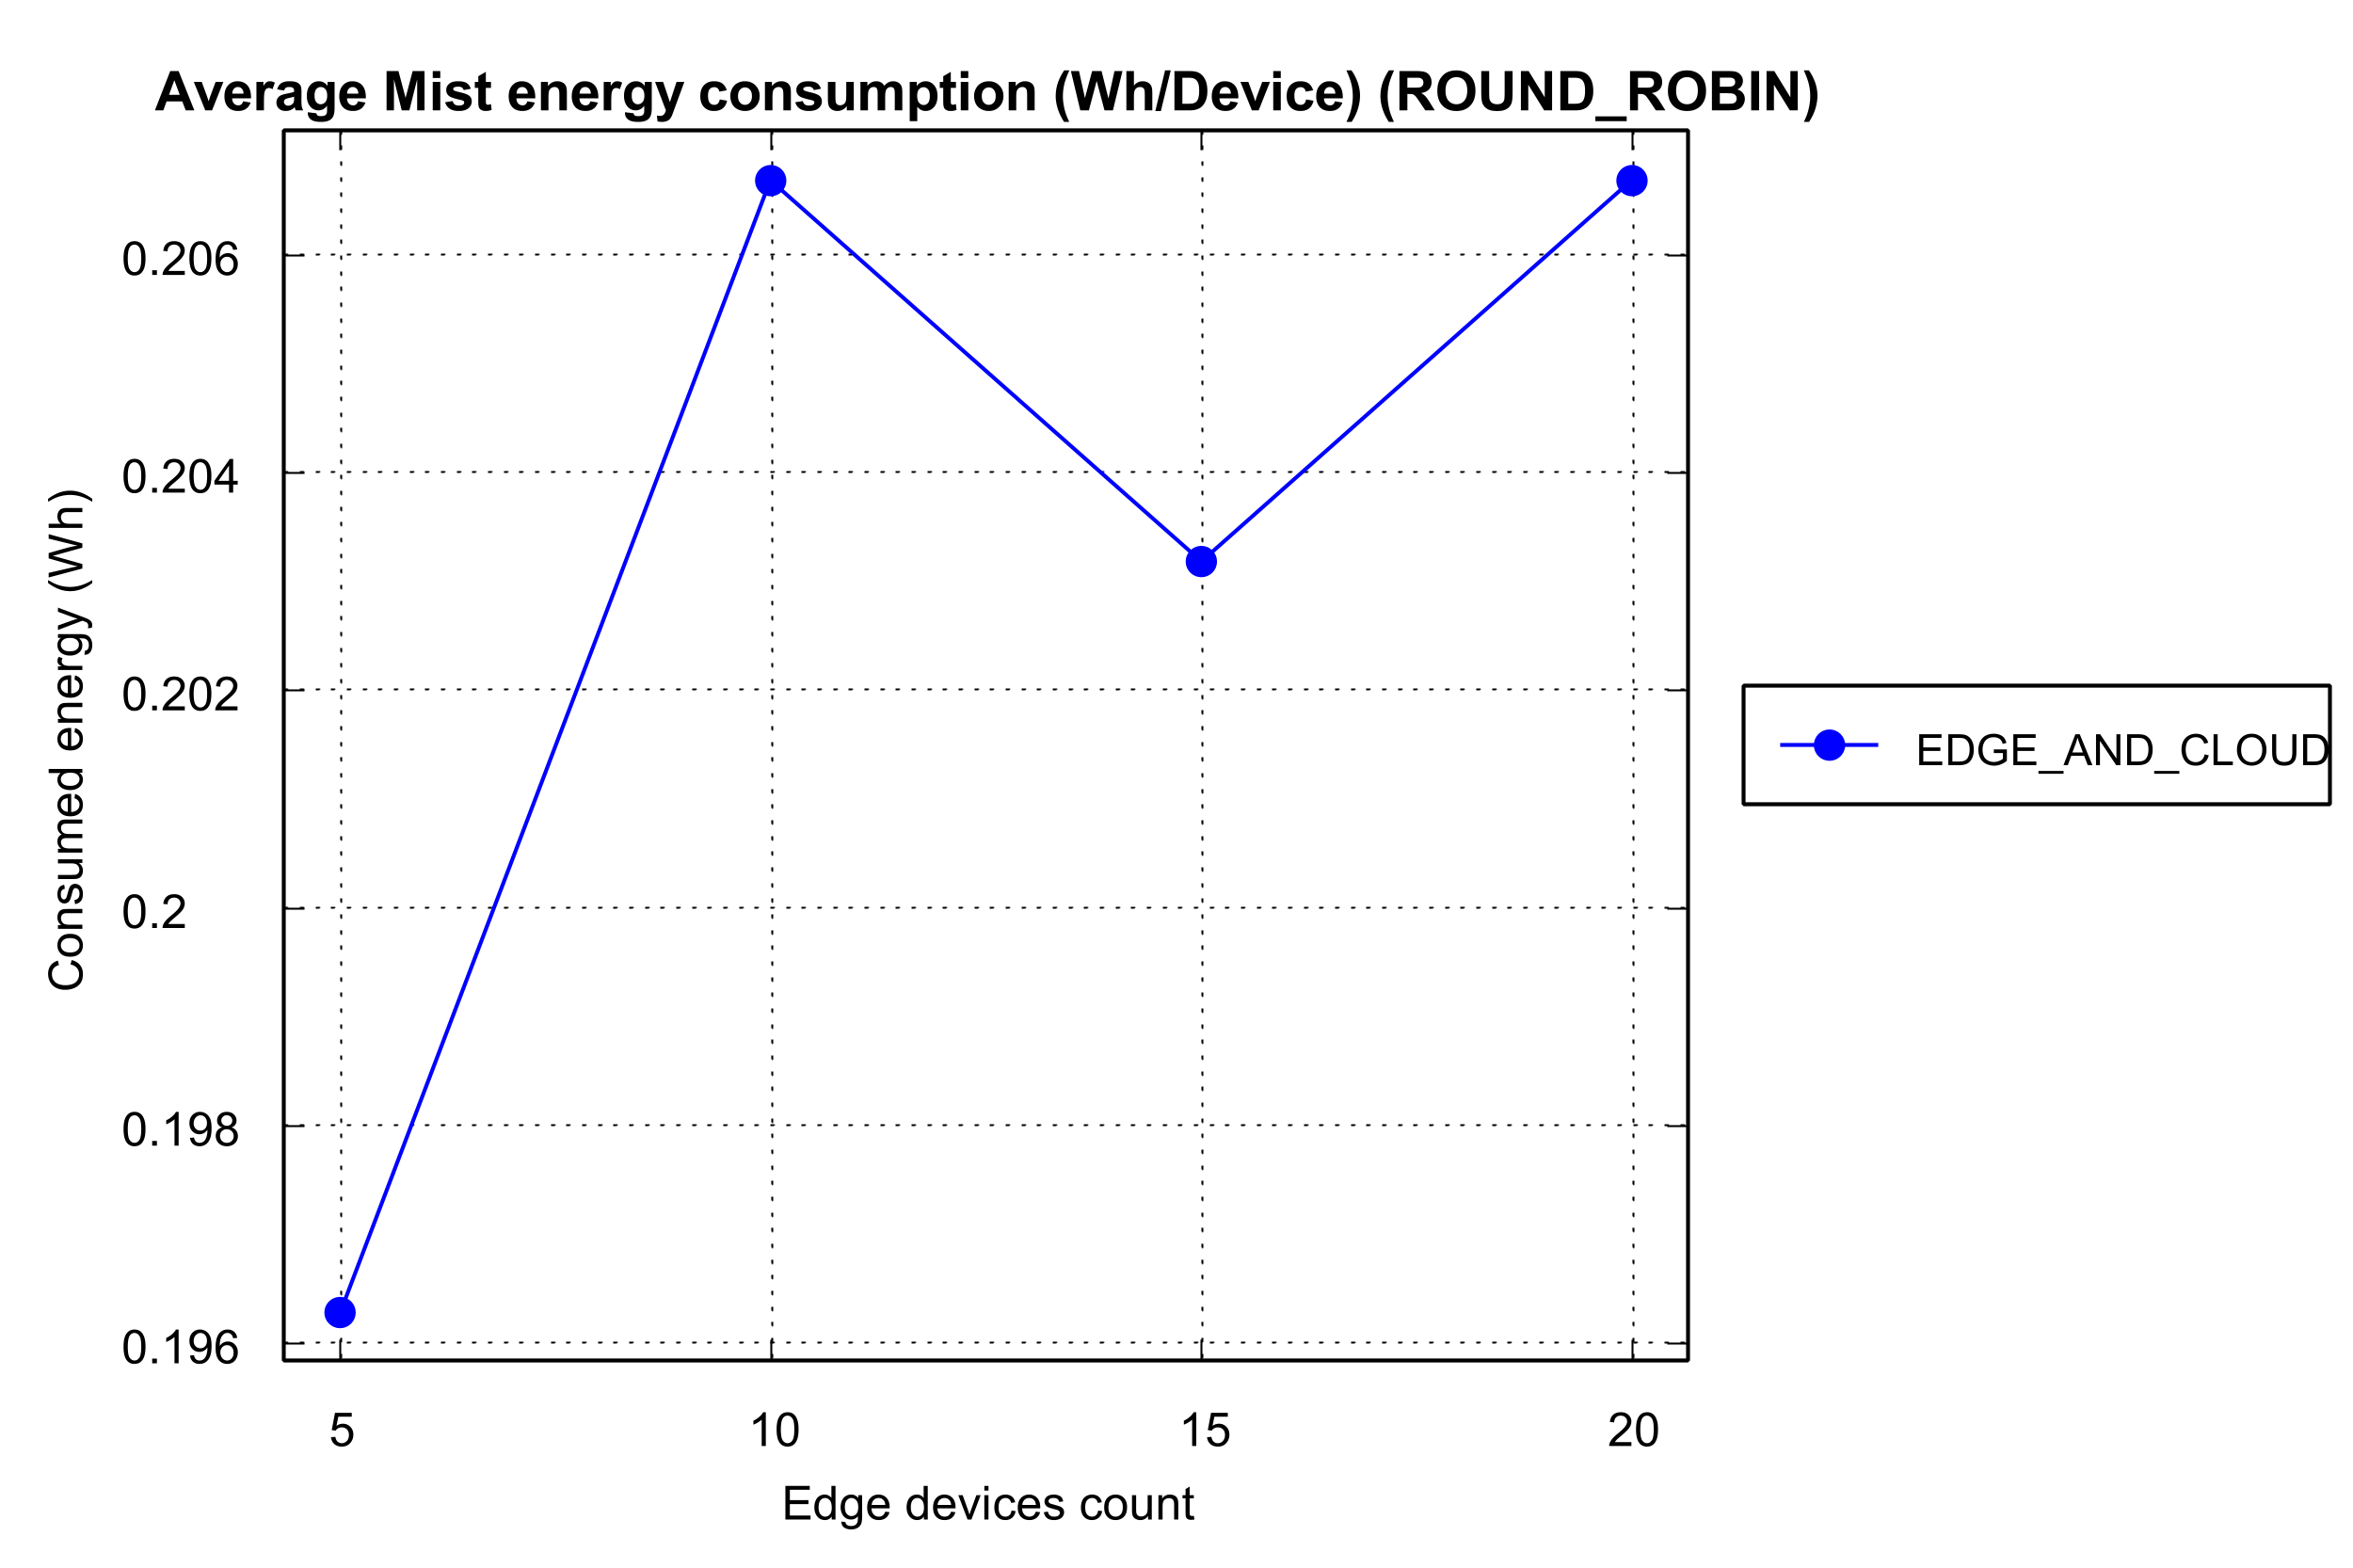 Average Mist energy consumption (Wh/Device) (ROUND_ROBIN)
0.206
0.204
0.202
0.2
0.198
0.196
Consumed energy (Wh)
EDGE_AND_CLOUD
5 10 15 20
Edge devices count